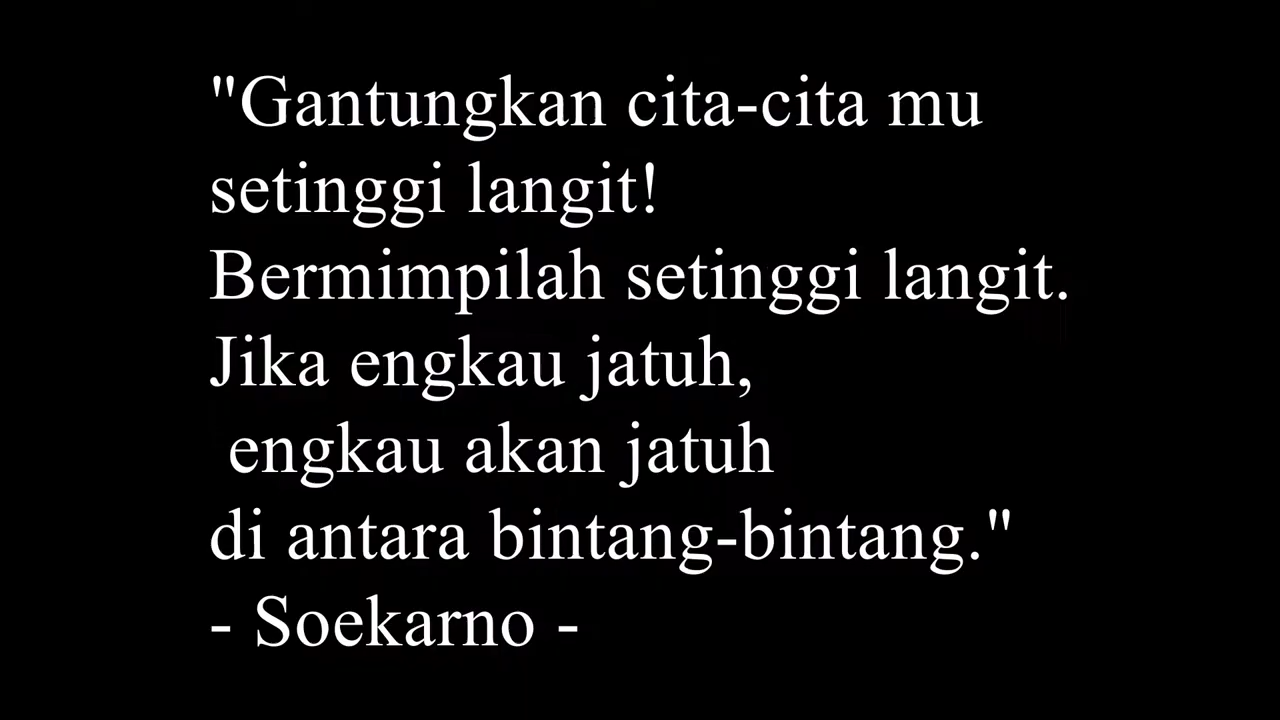 "Gantungkan cita-cita mu
setinggi langit!
Bermimpilah setinggi langit.
Jika engkau jatuh,
engkau akan jatuh
di antara bintang-bintang."
- Soekarno -